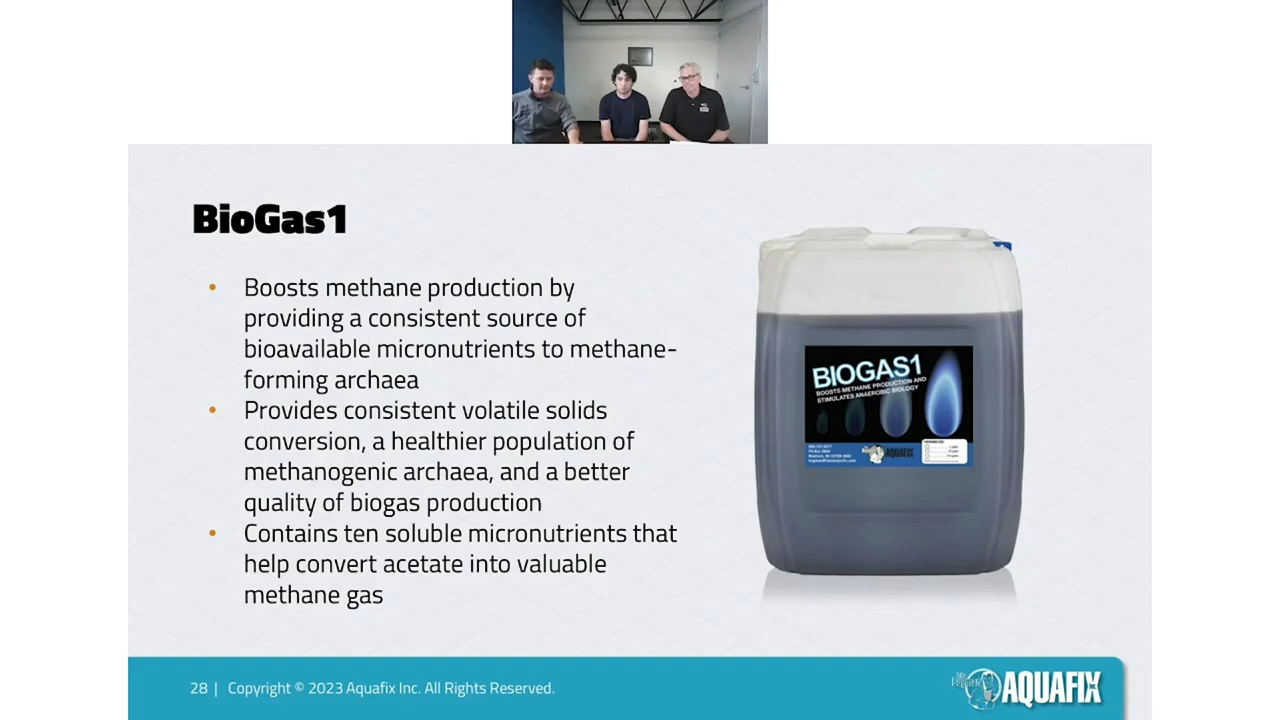 BioGas1
• Boosts methane production by
providing a consistent source of
bioavailable micronutrients to methane-
forming archaea
• Provides consistent volatile solids
conversion, a healthier population of
methanogenic archaea, and a better
quality of biogas production
• Contains ten soluble micronutrients that
help convert acetate into valuable
methane gas
BIOGAS1
BOOSTS METHANE PRODUCTION AND
STIMULATES ANAEROBIC BIOLOGY
AQUAFIX
28 | Copyright © 2023 Aquafix Inc. All Rights Reserved.
AQUAFIX